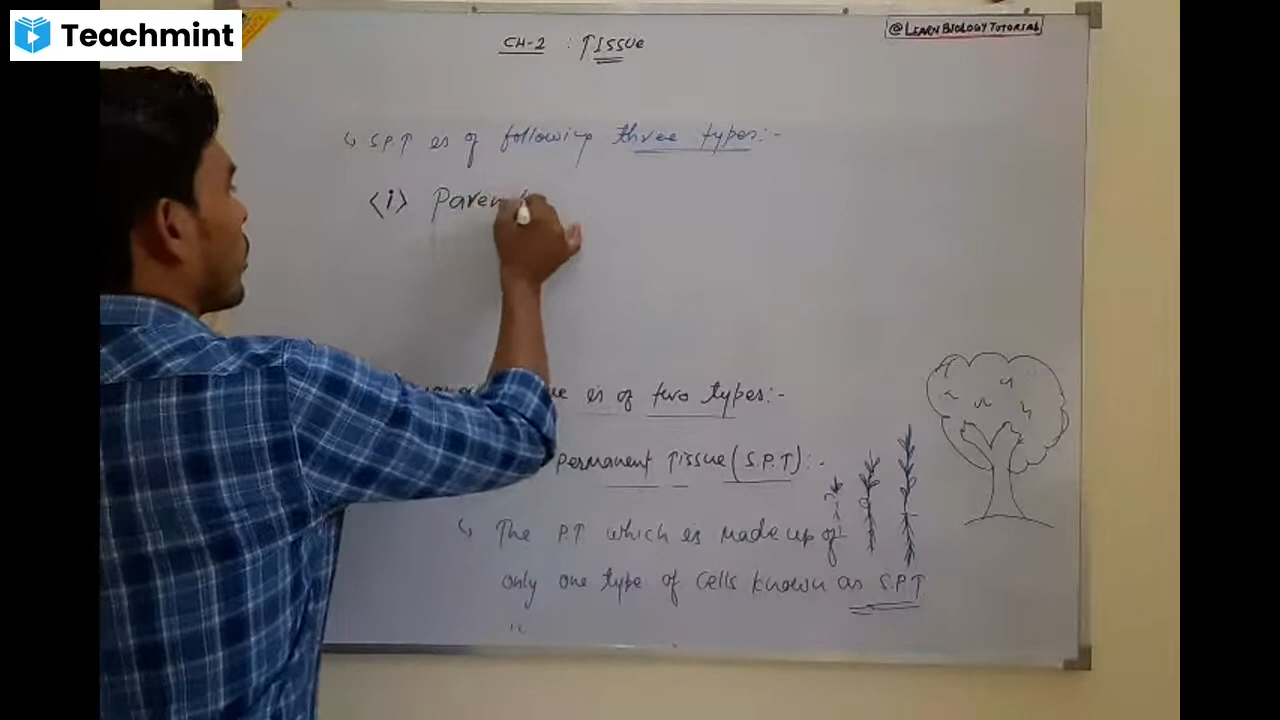 Teachmint
@LEARN BIOLOGY TUTORIAL
CH-2 : TISSUE
↳ S.P.T is of following three types:-
<i> Paren
is of two types:-
Permanent Tissue (S.P.T):-
↳ The P.T which is made up of
only one type of cells known as S.P.T